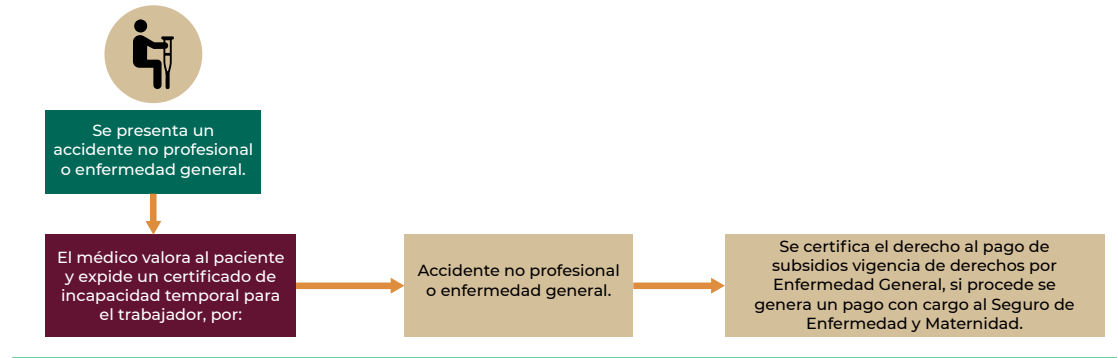 Se presenta un
accidente no profesional
o enfermedad general.
El médico valora al paciente
y expide un certificado de
incapacidad temporal para
el trabajador, por:
Accidente no profesional
o enfermedad general.
Se certifica el derecho al pago de
subsidios vigencia de derechos por
Enfermedad General, si procede se
genera un pago con cargo al Seguro de
Enfermedad y Maternidad.